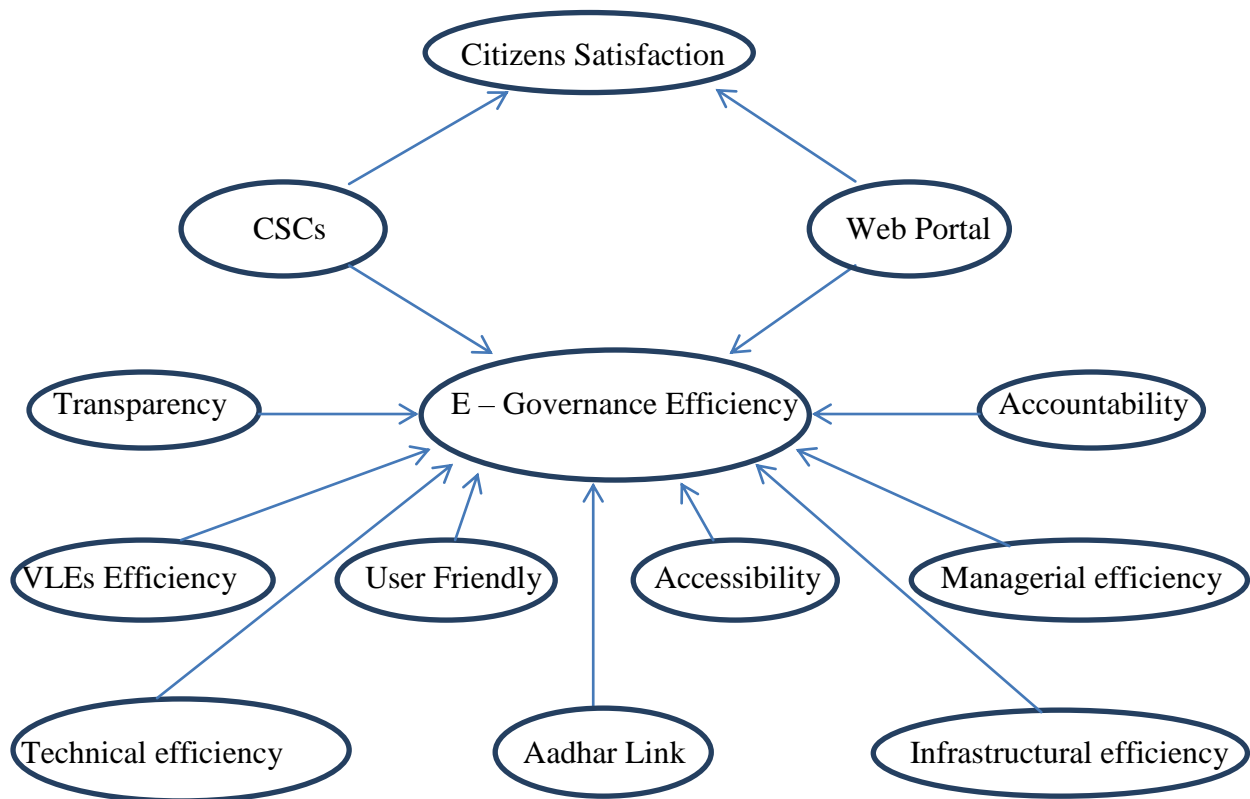 Citizens Satisfaction
CSCs
Web Portal
E – Governance Efficiency
Transparency
Accountability
VLEs Efficiency
User Friendly
Accessibility
Managerial efficiency
Technical efficiency
Aadhar Link
Infrastructural efficiency